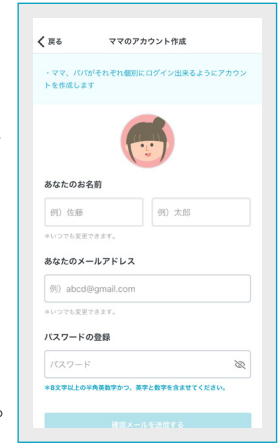 戻る ママのアカウント作成
・ママ、パパがそれぞれ個別にログイン出来るようにアカウン
トを作成します
あなたのお名前
例）佐藤 例）太郎
＊いつでも変更できます。
あなたのメールアドレス
例）abcd@gmail.com
＊いつでも変更できます。
パスワードの登録
パスワード
＊8文字以上の半角英数字かつ、英字と数字を含ませてください。
確認メールを送信する